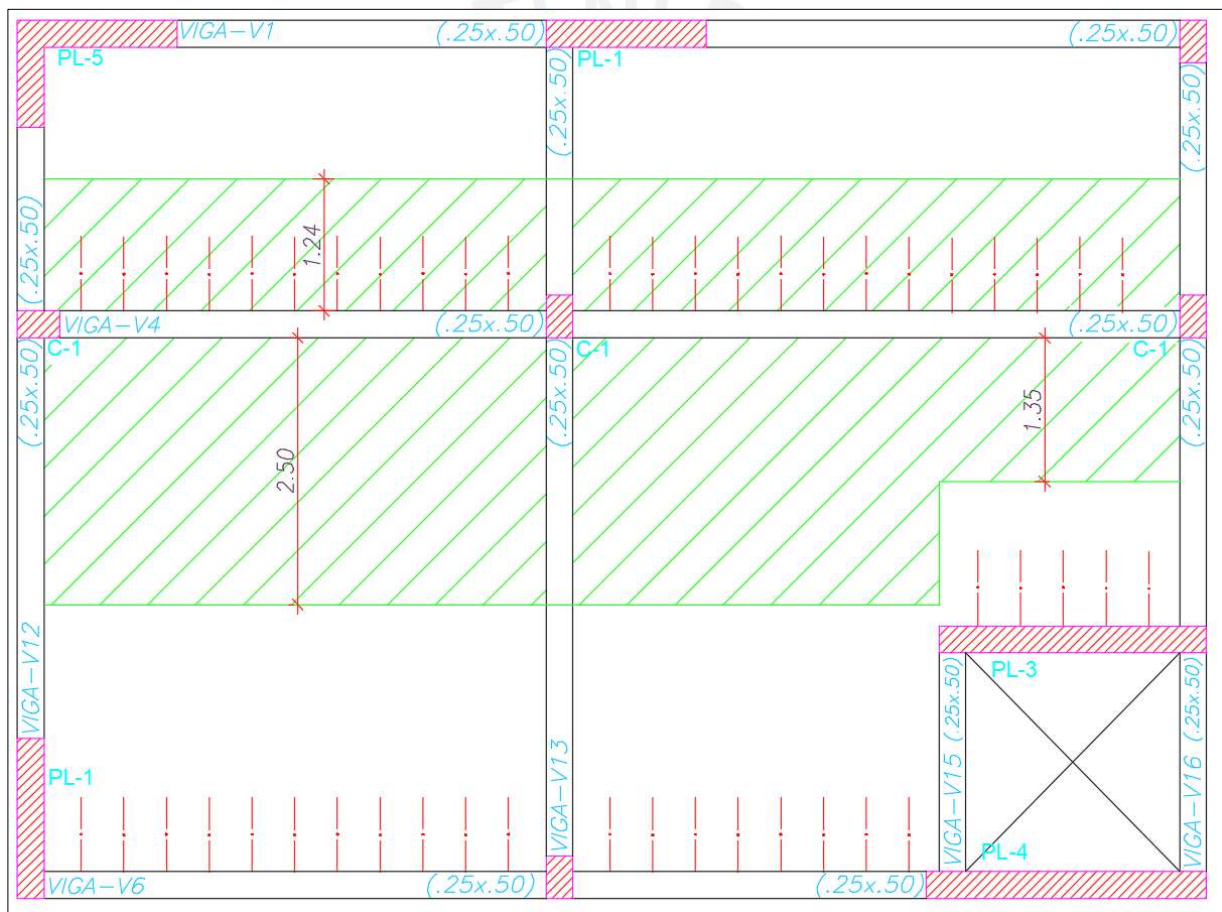 VIGA-V1
(.25x.50)
(.25x.50)
PL-5
PL-1
(.25x.50)
(.25x.50)
(.25x.50)
1.24
VIGA-V4
(.25x.50)
(.25x.50)
C-1
C-1
C-1
(.25x.50)
(.25x.50)
(.25x.50)
1.35
2.50
VIGA-V12
PL-3
PL-1
VIGA-V13
VIGA-V15 (.25x.50)
VIGA-V16 (.25x.50)
PL-4
VIGA-V6
(.25x.50)
(.25x.50)